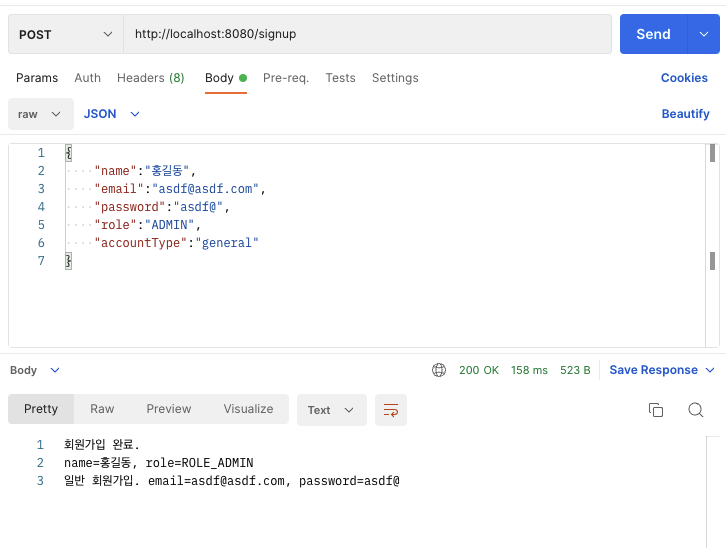 POST http://localhost:8080/signup Send
Params Auth Headers (8) Body Pre-req. Tests Settings Cookies
raw JSON Beautify
1 {
2 "name":"홍길동",
3 "email":"asdf@asdf.com",
4 "password":"asdf@",
5 "role":"ADMIN",
6 "accountType":"general"
7 }
Body 200 OK 158 ms 523 B Save Response
Pretty Raw Preview Visualize Text
1 회원가입 완료.
2 name=홍길동, role=ROLE_ADMIN
3 일반 회원가입. email=asdf@asdf.com, password=asdf@